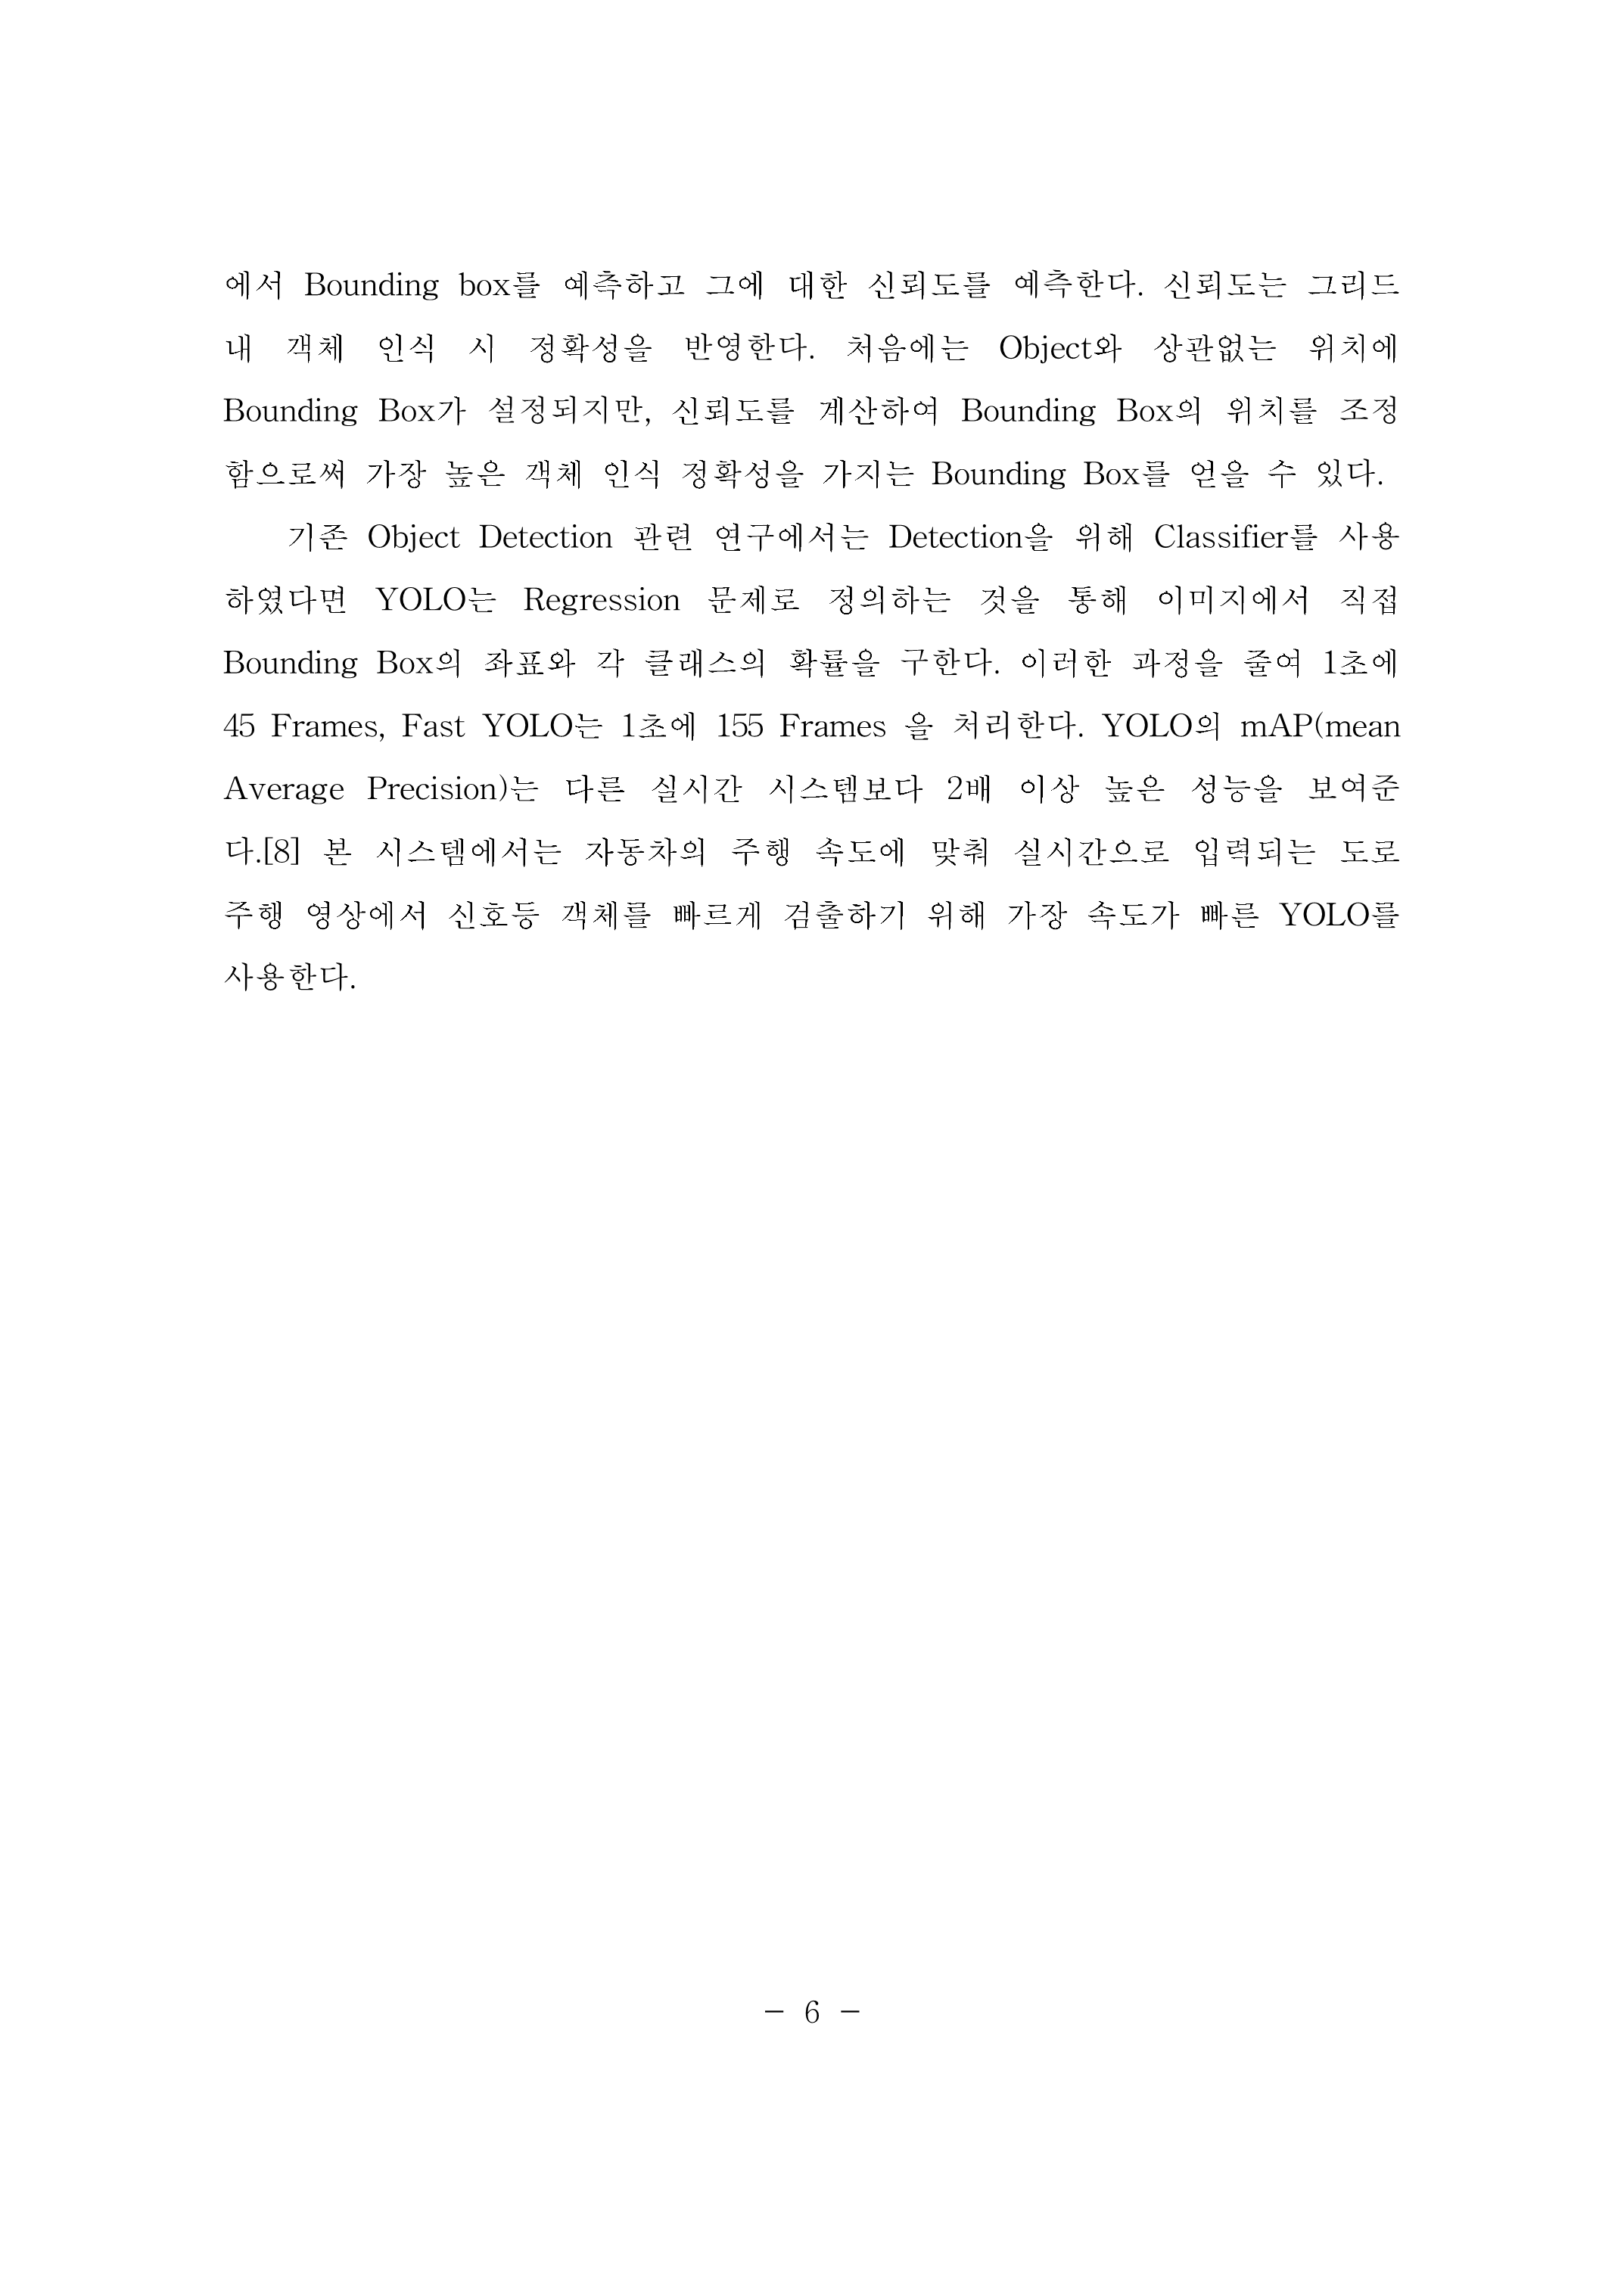 에서 Bounding box를 예측하고 그에 대한 신뢰도를 예측한다. 신뢰도는 그리드
내 객체 인식 시 정확성을 반영한다. 처음에는 Object와 상관없는 위치에
Bounding Box가 설정되지만, 신뢰도를 계산하여 Bounding Box의 위치를 조정
함으로써 가장 높은 객체 인식 정확성을 가지는 Bounding Box를 얻을 수 있다.
기존 Object Detection 관련 연구에서는 Detection을 위해 Classifier를 사용
하였다면 YOLO는 Regression 문제로 정의하는 것을 통해 이미지에서 직접
Bounding Box의 좌표와 각 클래스의 확률을 구한다. 이러한 과정을 줄여 1초에
45 Frames, Fast YOLO는 1초에 155 Frames 을 처리한다. YOLO의 mAP(mean
Average Precision)는 다른 실시간 시스템보다 2배 이상 높은 성능을 보여준
다.[8] 본 시스템에서는 자동차의 주행 속도에 맞춰 실시간으로 입력되는 도로
주행 영상에서 신호등 객체를 빠르게 검출하기 위해 가장 속도가 빠른 YOLO를
사용한다.
- 6 -